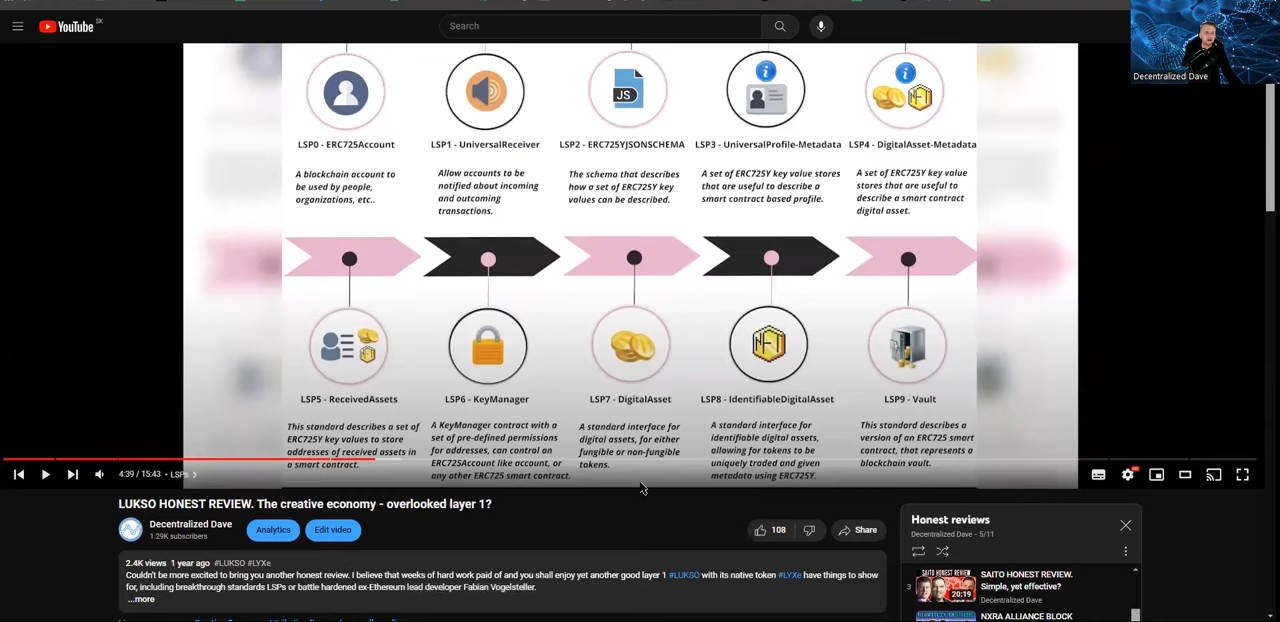 YouTube SK
Search
Decentralized Dave
JS
LSP0 - ERC725Account
LSP1 - UniversalReceiver
LSP2 - ERC725YJSONSCHEMA
LSP3 - UniversalProfile-Metadata
LSP4 - DigitalAsset-Metadata
A blockchain account to
be used by people,
organizations, etc..
Allow accounts to be
notified about incoming
and outcoming
transactions.
The schema that describes
how a set of ERC725Y key
values can be described.
A set of ERC725Y key value stores
that are useful to describe a
smart contract based profile.
A set of ERC725Y key value
stores that are useful to
describe a smart contract
digital asset.
NFT
LSP5 - ReceivedAssets
LSP6 - KeyManager
LSP7 - DigitalAsset
LSP8 - IdentifiableDigitalAsset
LSP9 - Vault
This standard describes a set of
ERC725Y key values to store
addresses of received assets in
a smart contract.
A KeyManager contract with a
set of pre-defined permissions
for addresses, can control an
ERC725Account like account, or
any other ERC725 smart contract.
A standard interface for
digital assets, for either
fungible or non-fungible
tokens.
A standard interface for
identifiable digital assets,
allowing for tokens to be
uniquely traded and given
metadata using ERC725Y.
This standard describes a
version of an ERC725 smart
contract, that represents a
blockchain vault.
4:39 / 15:43 • LSPs
LUKSO HONEST REVIEW. The creative economy - overlooked layer 1?
Decentralized Dave
1.29K subscribers
Analytics
Edit video
108
Share
2.4K views 1 year ago #LUKSO #LYXe
Couldn't be more excited to bring you another honest review. I believe that weeks of hard work paid of and you shall enjoy yet another good layer 1 #LUKSO with its native token #LYXe have things to show
for, including breakthrough standards LSPs or battle hardened ex-Ethereum lead developer Fabian Vogelsteller.
...more
Honest reviews
Decentralized Dave - 5/11
3
SAITO HONEST REVIEW
20:19
SAITO HONEST REVIEW.
Simple, yet effective?
Decentralized Dave
NXRA ALLIANCE BLOCK